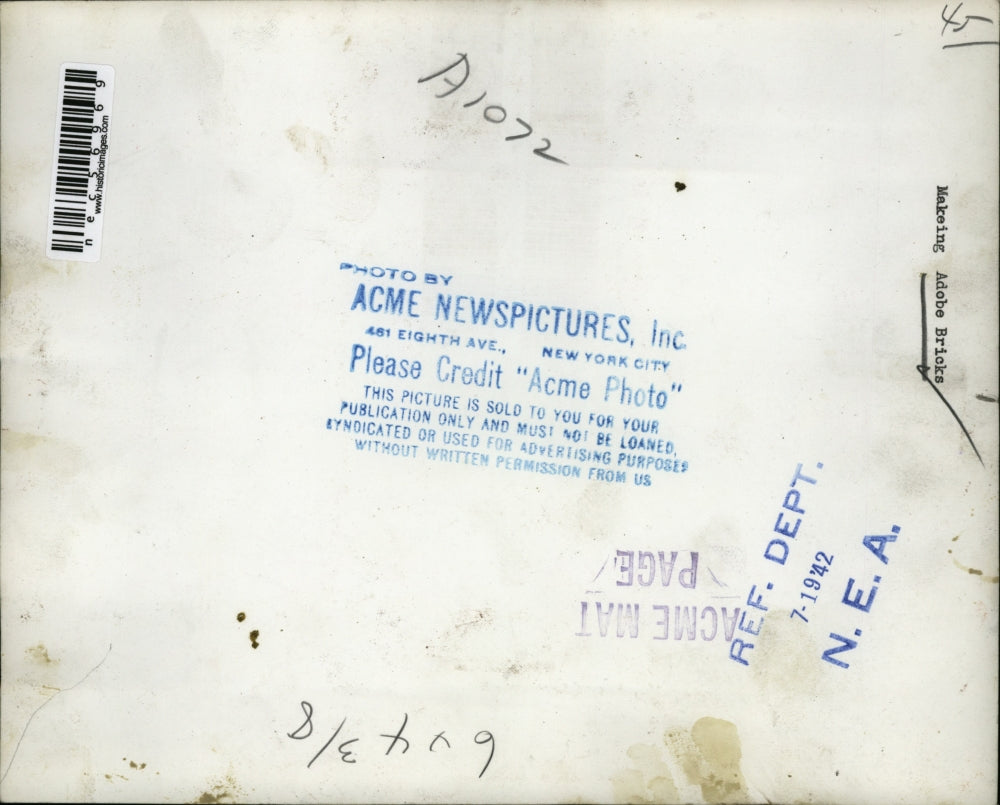 45
A1072
nec56969
www.historicimages.com
Makeing Adobe Bricks
PHOTO BY
ACME NEWSPICTURES, Inc.
461 EIGHTH AVE., NEW YORK CITY
Please Credit "Acme Photo"
THIS PICTURE IS SOLD TO YOU FOR YOUR
PUBLICATION ONLY AND MUST NOT BE LOANED,
SYNDICATED OR USED FOR ADVERTISING PURPOSES
WITHOUT WRITTEN PERMISSION FROM US
REF. DEPT.
7-19'42
N. E. A.
ACME MAT
PAGE
6 x 4 3/8